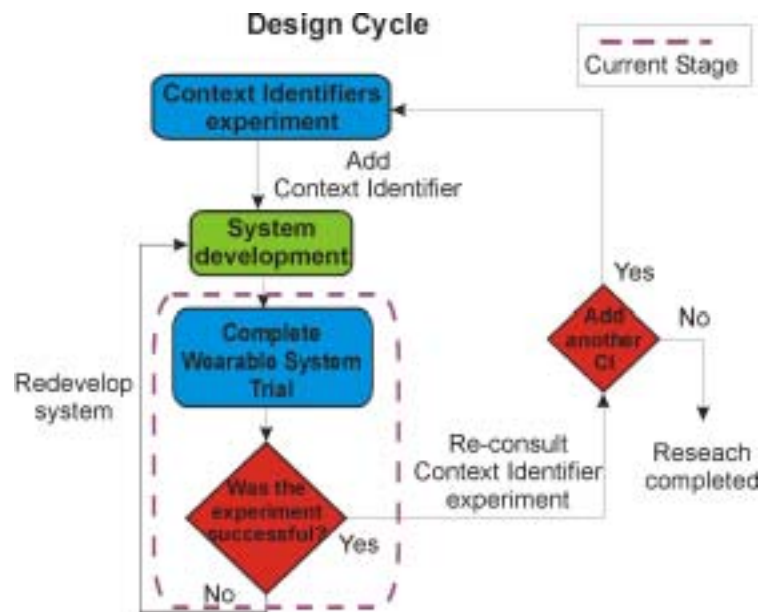 Design Cycle
Current Stage
Context Identifiers
experiment
Add
Context Identifier
System
development
Yes
Add
another
CI
No
Complete
Wearable System
Trial
Redevelop
system
Re-consult
Context Identifier
experiment
Reseach
completed
Was the
experiment
successful?
Yes
No